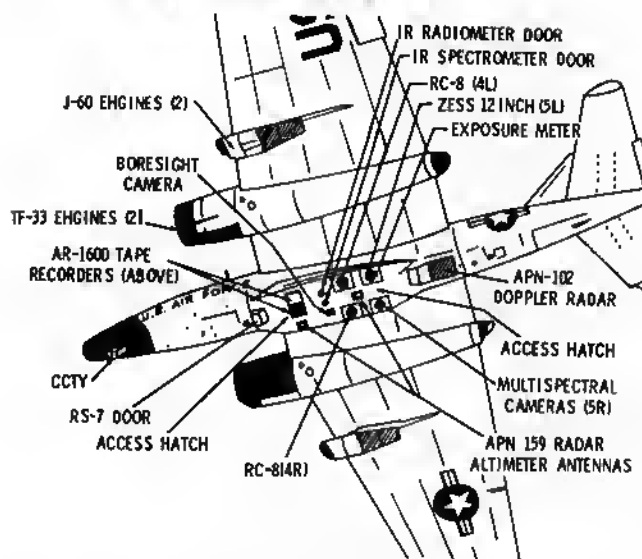 IR RADIOMETER DOOR
IR SPECTROMETER DOOR
RC-8 (4L)
ZESS 12 INCH (5L)
EXPOSURE METER
J-60 EHGINES (2)
BORESIGHT
CAMERA
TF-33 EHGINES (2)
AR-1600 TAPE
RECORDERS (ABOVE)
U.S. AIR FORCE
APN-102
DOPPLER RADAR
ACCESS HATCH
CCTY
RS-7 DOOR
ACCESS HATCH
MULTISPECTRAL
CAMERAS (5R)
RC-8(4R)
APN 159 RADAR
ALTIMETER ANTENNAS